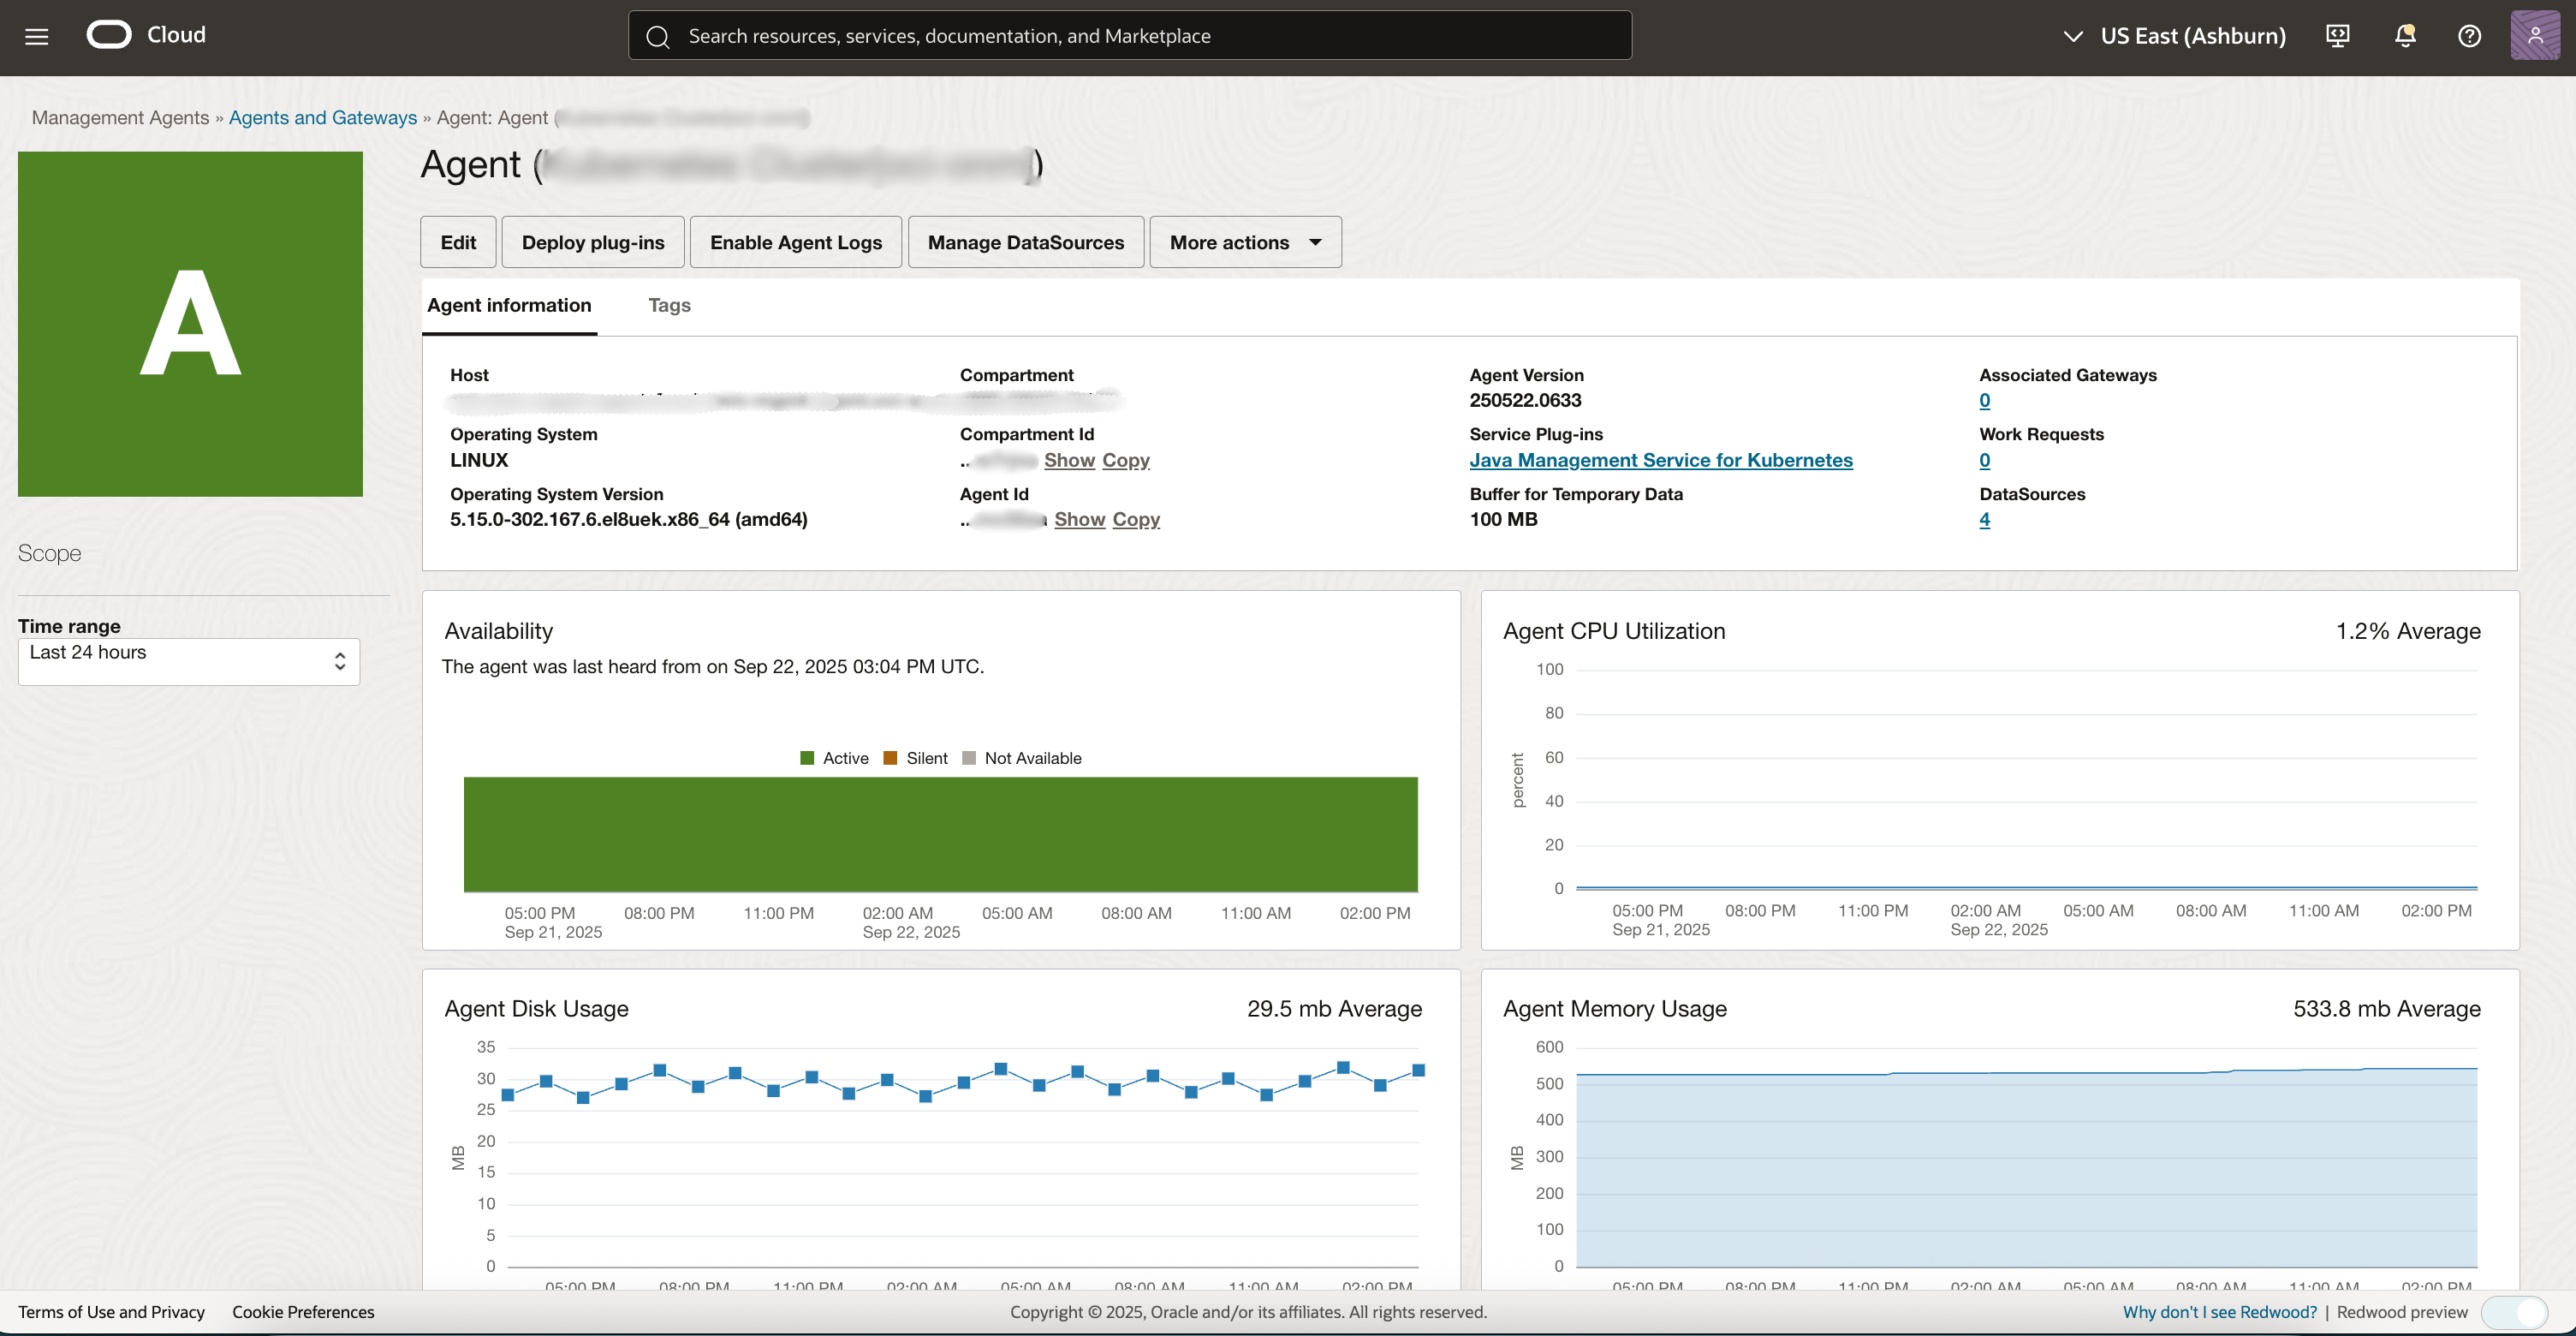 Cloud
Search resources, services, documentation, and Marketplace
US East (Ashburn)
Management Agents » Agents and Gateways » Agent: Agent (
Agent (
A
Edit
Deploy plug-ins
Enable Agent Logs
Manage DataSources
More actions
Agent information
Tags
Host
Compartment
Agent Version
250522.0633
Associated Gateways
0
Operating System
LINUX
Compartment Id
.. Show Copy
Service Plug-ins
Java Management Service for Kubernetes
Work Requests
0
Operating System Version
5.15.0-302.167.6.el8uek.x86_64 (amd64)
Agent Id
.. Show Copy
Buffer for Temporary Data
100 MB
DataSources
4
Scope
Time range
Last 24 hours
Availability
The agent was last heard from on Sep 22, 2025 03:04 PM UTC.
Active Silent Not Available
05:00 PM 08:00 PM 11:00 PM 02:00 AM 05:00 AM 08:00 AM 11:00 AM 02:00 PM
Sep 21, 2025 Sep 22, 2025
Agent CPU Utilization
1.2% Average
100
80
60
40
20
0
percent
05:00 PM 08:00 PM 11:00 PM 02:00 AM 05:00 AM 08:00 AM 11:00 AM 02:00 PM
Sep 21, 2025 Sep 22, 2025
Agent Disk Usage
29.5 mb Average
35
30
25
20
15
10
5
0
MB
05:00 PM 08:00 PM 11:00 PM 02:00 AM 05:00 AM 08:00 AM 11:00 AM 02:00 PM
Agent Memory Usage
533.8 mb Average
600
500
400
300
200
100
0
MB
05:00 PM 08:00 PM 11:00 PM 02:00 AM 05:00 AM 08:00 AM 11:00 AM 02:00 PM
Terms of Use and Privacy
Cookie Preferences
Copyright © 2025, Oracle and/or its affiliates. All rights reserved.
Why don't I see Redwood? | Redwood preview